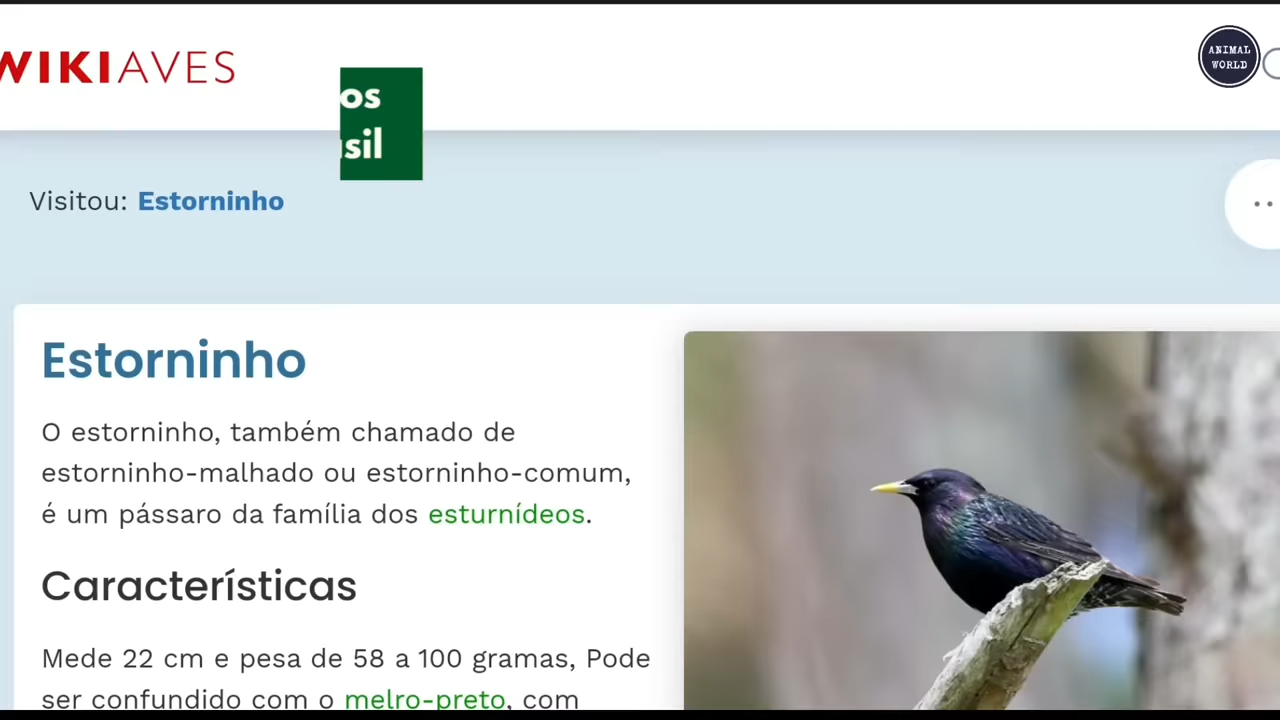 WIKIAVES
ANIMAL
WORLD
os
sil
Visitou: Estorninho
Estorninho
O estorninho, também chamado de
estorninho-malhado ou estorninho-comum,
é um pássaro da família dos esturnídeos.
Características
Mede 22 cm e pesa de 58 a 100 gramas, Pode
ser confundido com o melro-preto, com